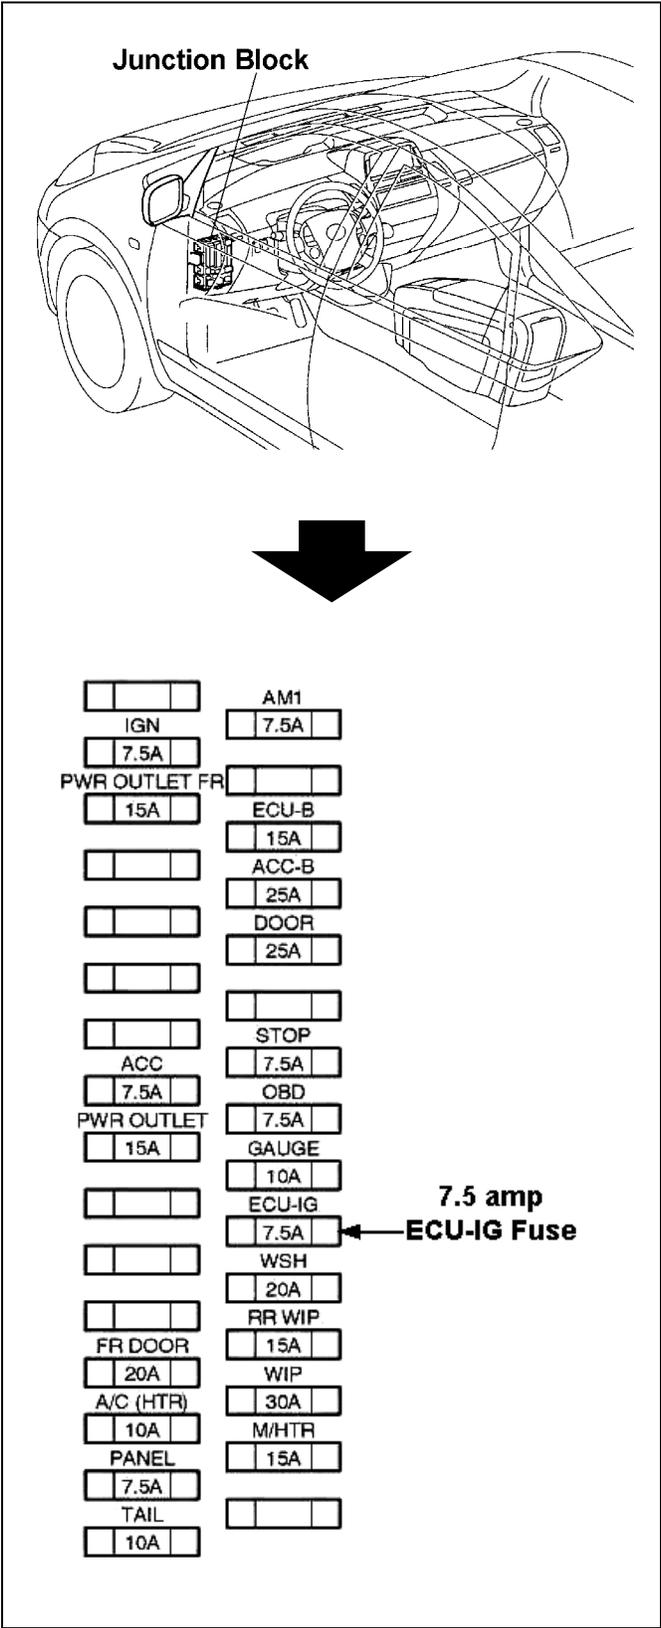 Junction Block
AM1
7.5A
IGN
7.5A
PWR OUTLET FR
15A
ECU-B
15A
ACC-B
25A
DOOR
25A
STOP
7.5A
ACC
7.5A
OBD
7.5A
PWR OUTLET
15A
GAUGE
10A
ECU-IG
7.5A
7.5 amp
ECU-IG Fuse
WSH
20A
RR WIP
15A
FR DOOR
20A
WIP
30A
A/C (HTR)
10A
M/HTR
15A
PANEL
7.5A
TAIL
10A